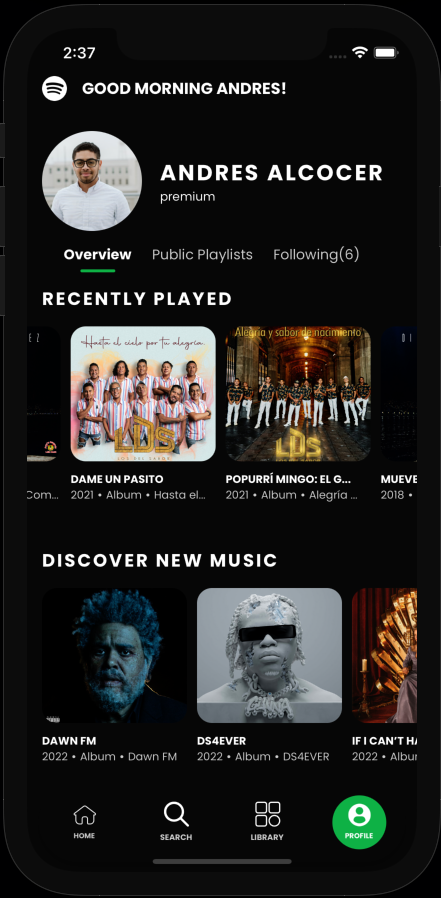 2:37
GOOD MORNING ANDRES!
ANDRES ALCOCER
premium
Overview Public Playlists Following(6)
RECENTLY PLAYED
EZ
Hasta el cielo por tu alegría.
LDS
Alegría y sabor de nacimiento
LDS
D I
DAME UN PASITO POPURRÍ MINGO: EL G... MUEVE
Com... 2021 • Album • Hasta el... 2021 • Album • Alegría ... 2018 •
DISCOVER NEW MUSIC
GUNNA
DAWN FM DS4EVER IF I CAN'T HA
2022 • Album • Dawn FM 2022 • Album • DS4EVER 2022 • Albur
HOME SEARCH LIBRARY PROFILE